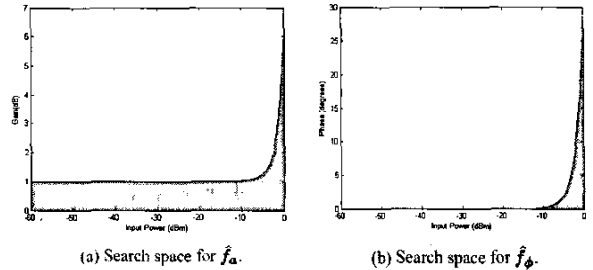 7
6
5
4
3
2
1
0
Gain(dB)
-60 -50 -40 -30 -20 -10 0
Input Power (dBm)
(a) Search space for f̂a.
30
25
20
15
10
5
0
Phase (degrees)
-60 -50 -40 -30 -20 -10 0
Input Power (dBm)
(b) Search space for f̂ϕ.